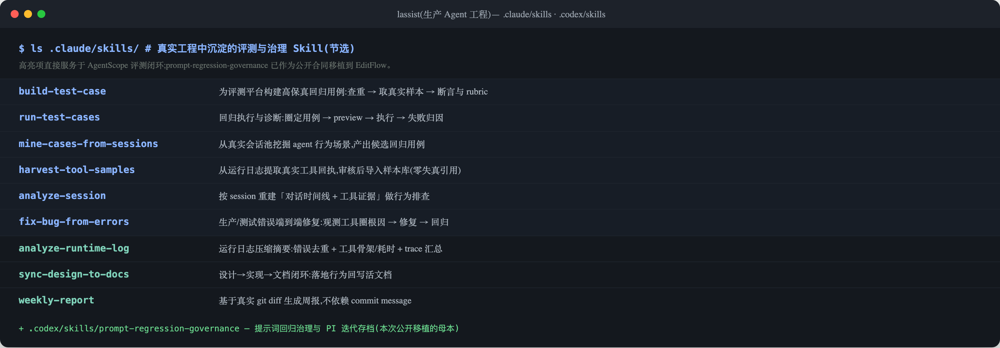 lassist(生产 Agent 工程)— .claude/skills · .codex/skills
$ ls .claude/skills/ # 真实工程中沉淀的评测与治理 Skill(节选)
高亮项直接服务于 AgentScope 评测闭环;prompt-regression-governance 已作为公开合同移植到 EditFlow。
build-test-case 为评测平台构建高保真回归用例:查重 → 取真实样本 → 断言与 rubric
run-test-cases 回归执行与诊断:圈定用例 → preview → 执行 → 失败归因
mine-cases-from-sessions 从真实会话池挖掘 agent 行为场景,产出候选回归用例
harvest-tool-samples 从运行日志提取真实工具回执,审核后导入样本库(零失真引用)
analyze-session 按 session 重建「对话时间线 + 工具证据」做行为排查
fix-bug-from-errors 生产/测试错误端到端修复:观测工具圈根因 → 修复 → 回归
analyze-runtime-log 运行日志压缩摘要:错误去重 + 工具骨架/耗时 + trace 汇总
sync-design-to-docs 设计→实现→文档闭环:落地行为回写活文档
weekly-report 基于真实 git diff 生成周报,不依赖 commit message
+ .codex/skills/prompt-regression-governance — 提示词回归治理与 PI 迭代存档(本次公开移植的母本)